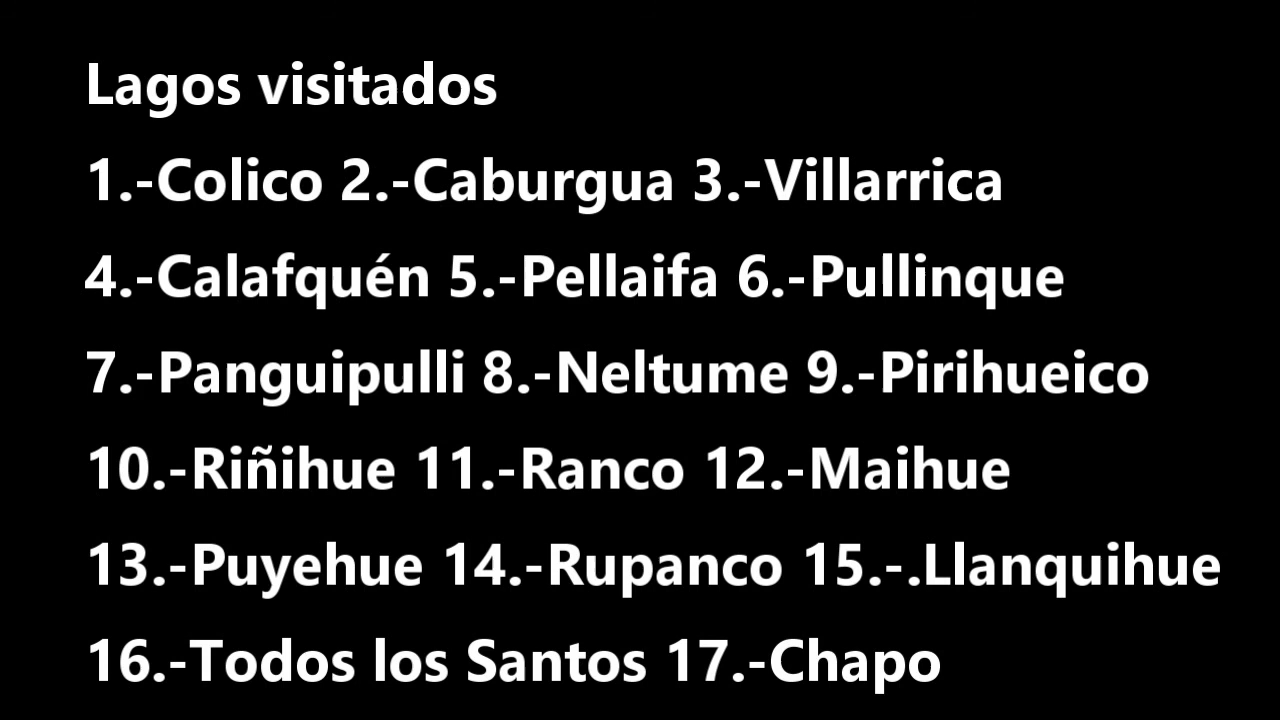 Lagos visitados
1.-Colico 2.-Caburgua 3.-Villarrica
4.-Calafquén 5.-Pellaifa 6.-Pullinque
7.-Panguipulli 8.-Neltume 9.-Pirihueico
10.-Riñihue 11.-Ranco 12.-Maihue
13.-Puyehue 14.-Rupanco 15.-.Llanquihue
16.-Todos los Santos 17.-Chapo